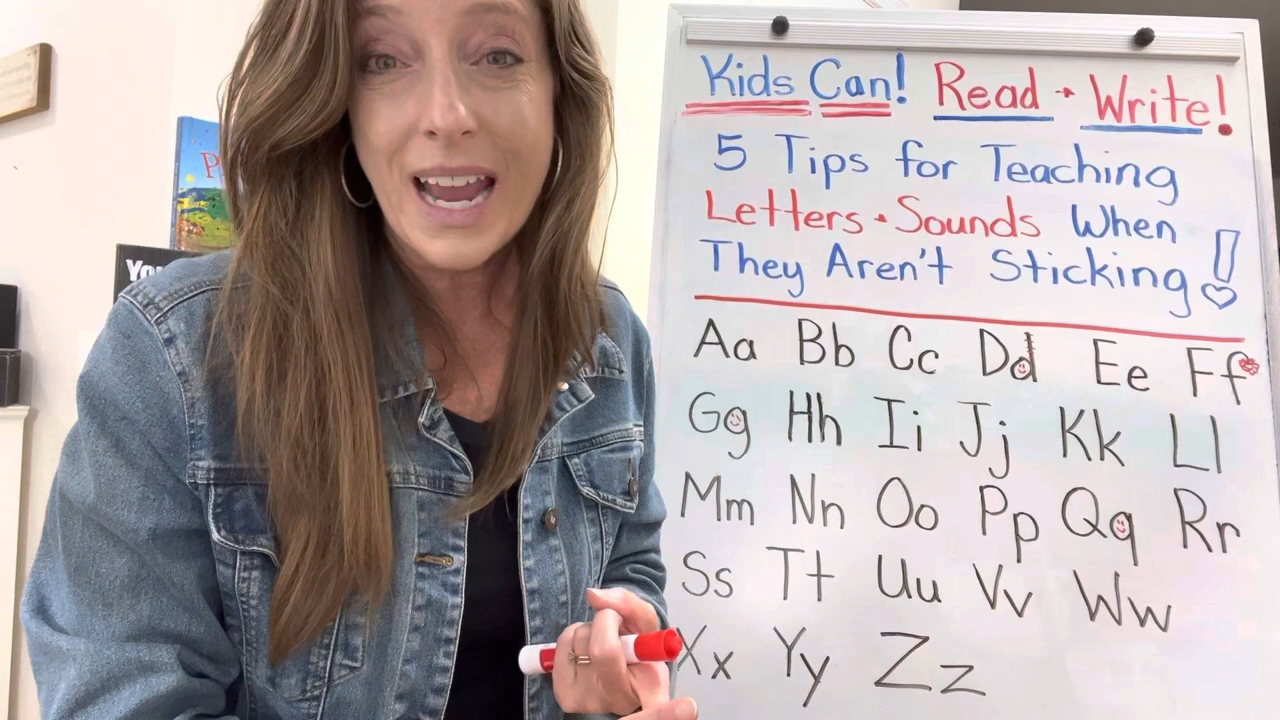 Kids Can! Read + Write!
5 Tips for Teaching
Letters + Sounds When
They Aren't Sticking!
Aa Bb Cc Dd Ee Ff
Gg Hh Ii Jj Kk Ll
Mm Nn Oo Pp Qq Rr
Ss Tt Uu Vv Ww
Xx Yy Zz